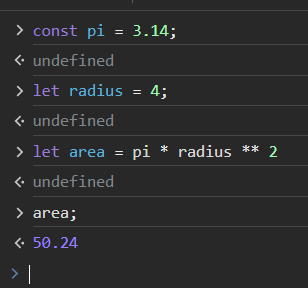 > const pi = 3.14;
< undefined
> let radius = 4;
< undefined
> let area = pi * radius ** 2
< undefined
> area;
< 50.24
>